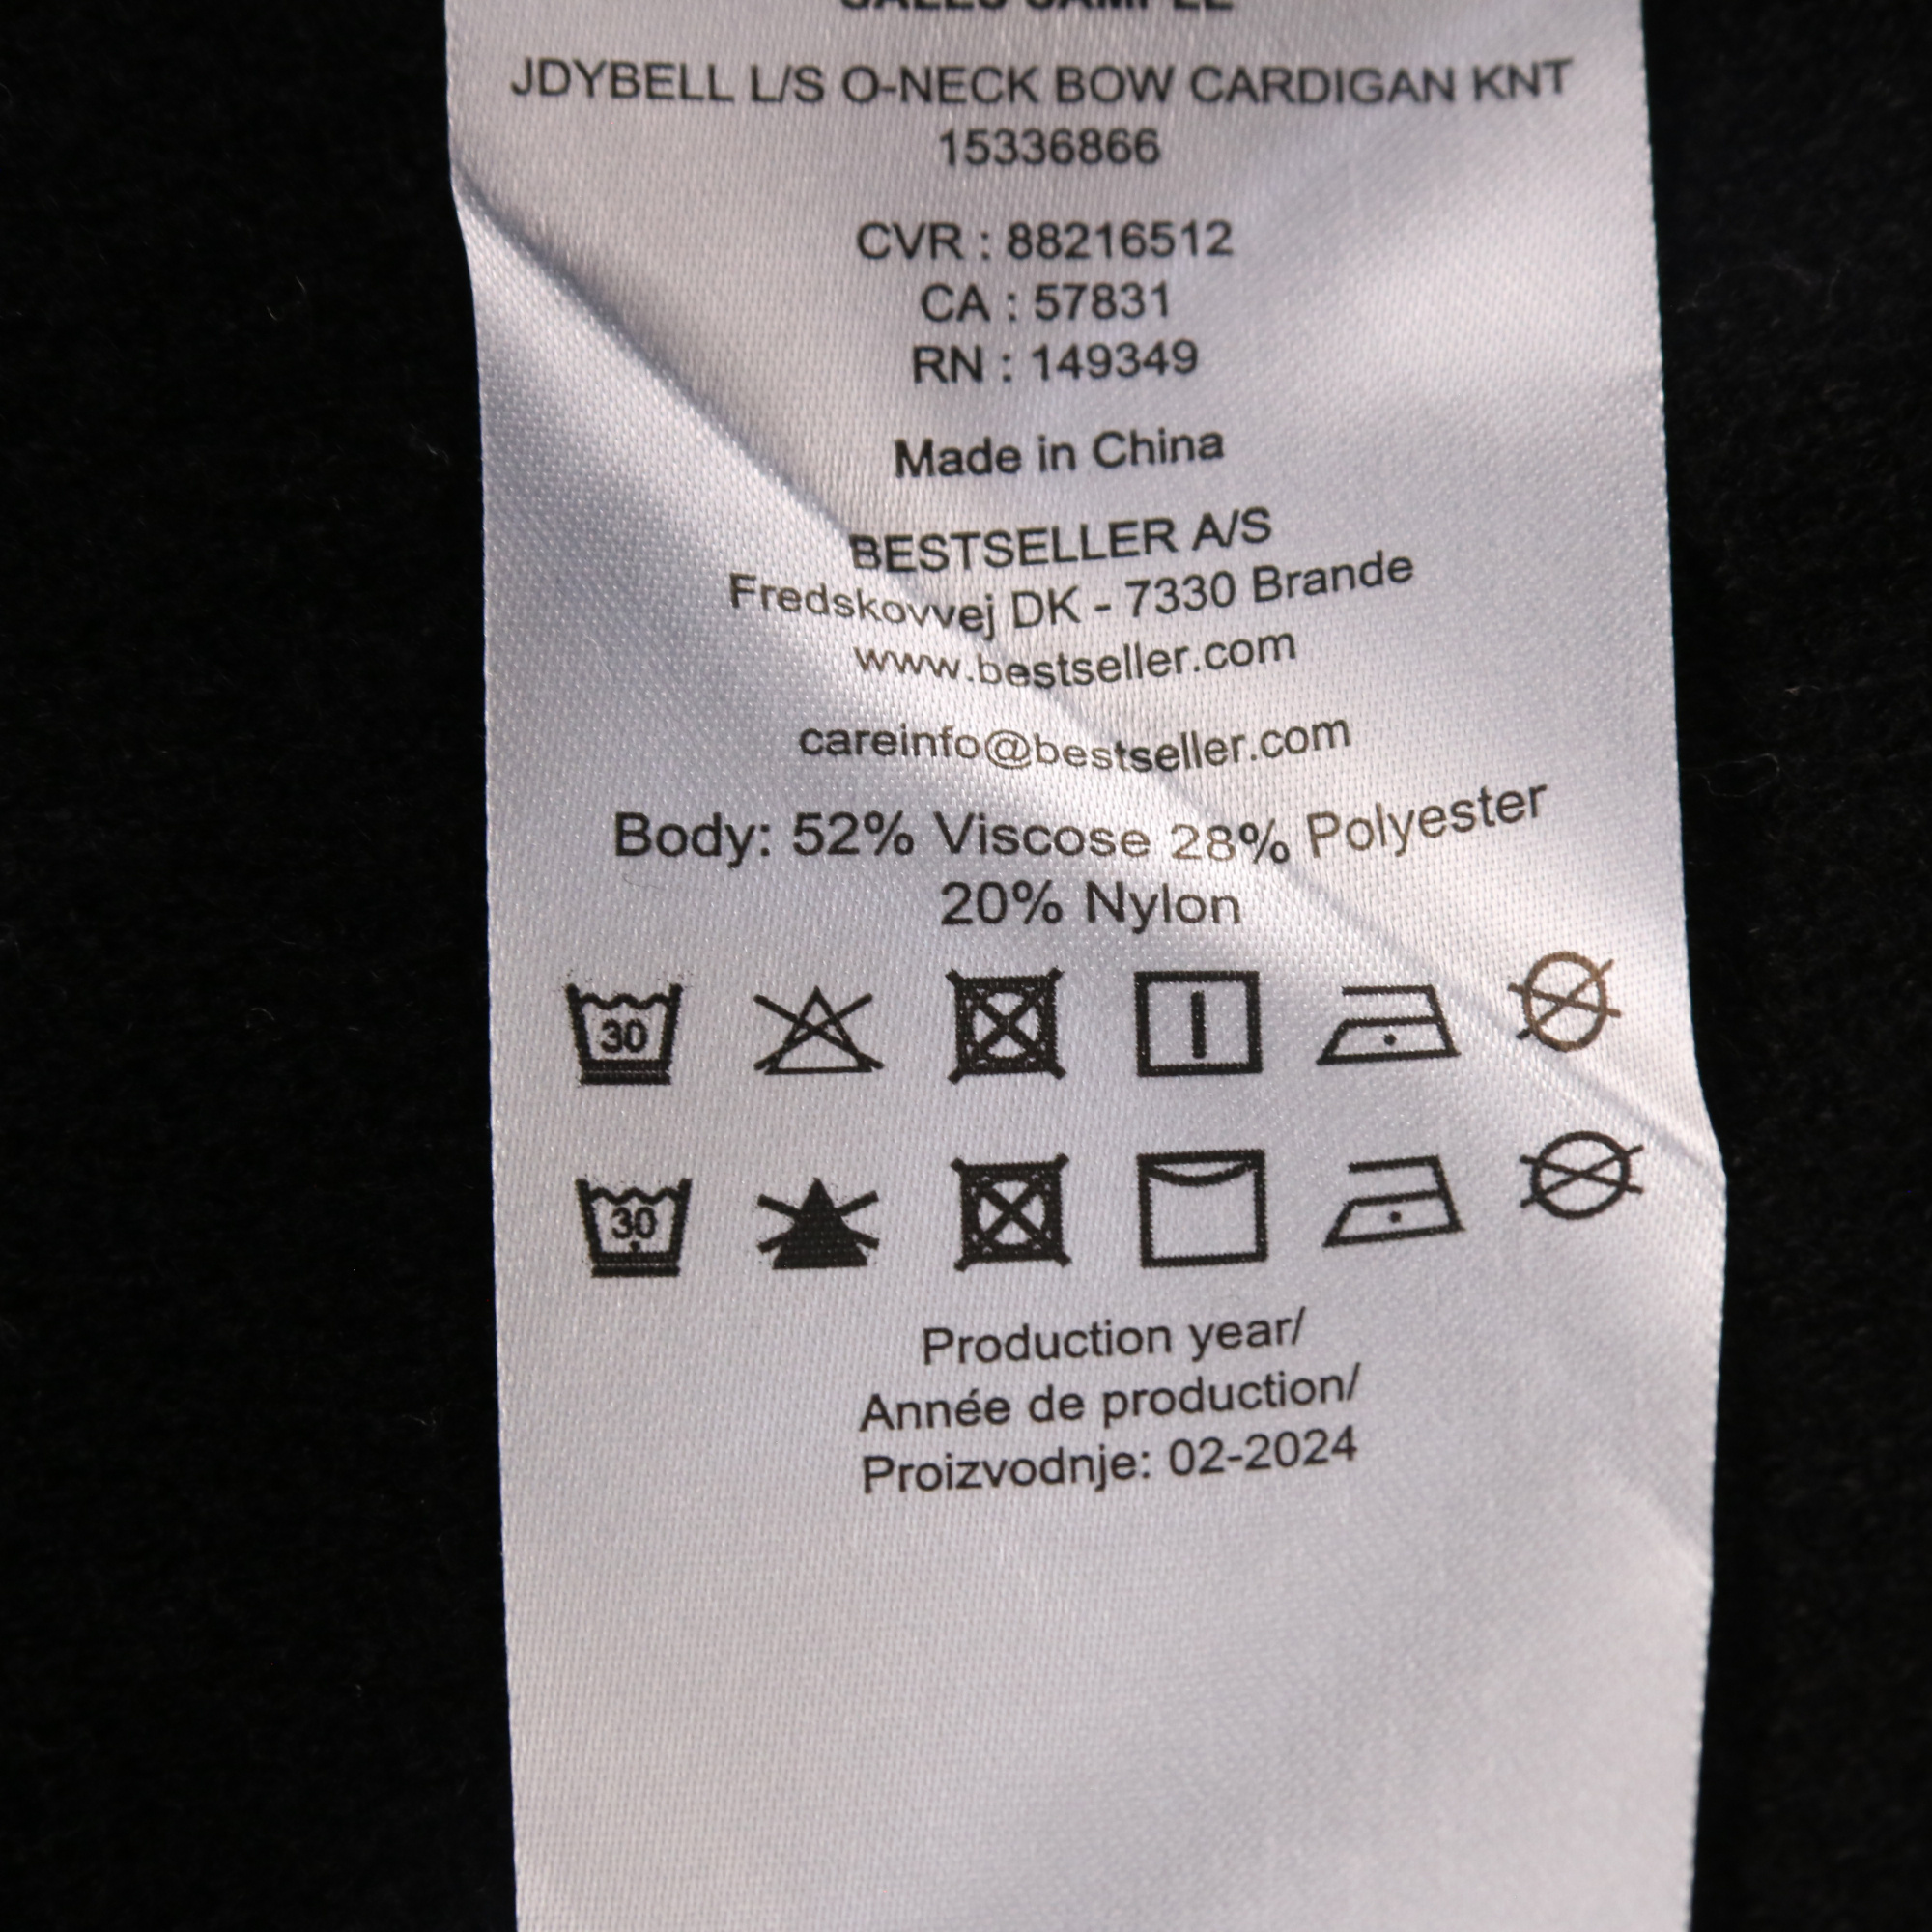 SALES SAMPLE
JDYBELL L/S O-NECK BOW CARDIGAN KNT
15336866
CVR : 88216512
CA : 57831
RN : 149349
Made in China
BESTSELLER A/S
Fredskovvej DK - 7330 Brande
www.bestseller.com
careinfo@bestseller.com
Body: 52% Viscose 28% Polyester
20% Nylon
30
30
Production year/
Année de production/
Proizvodnje: 02-2024